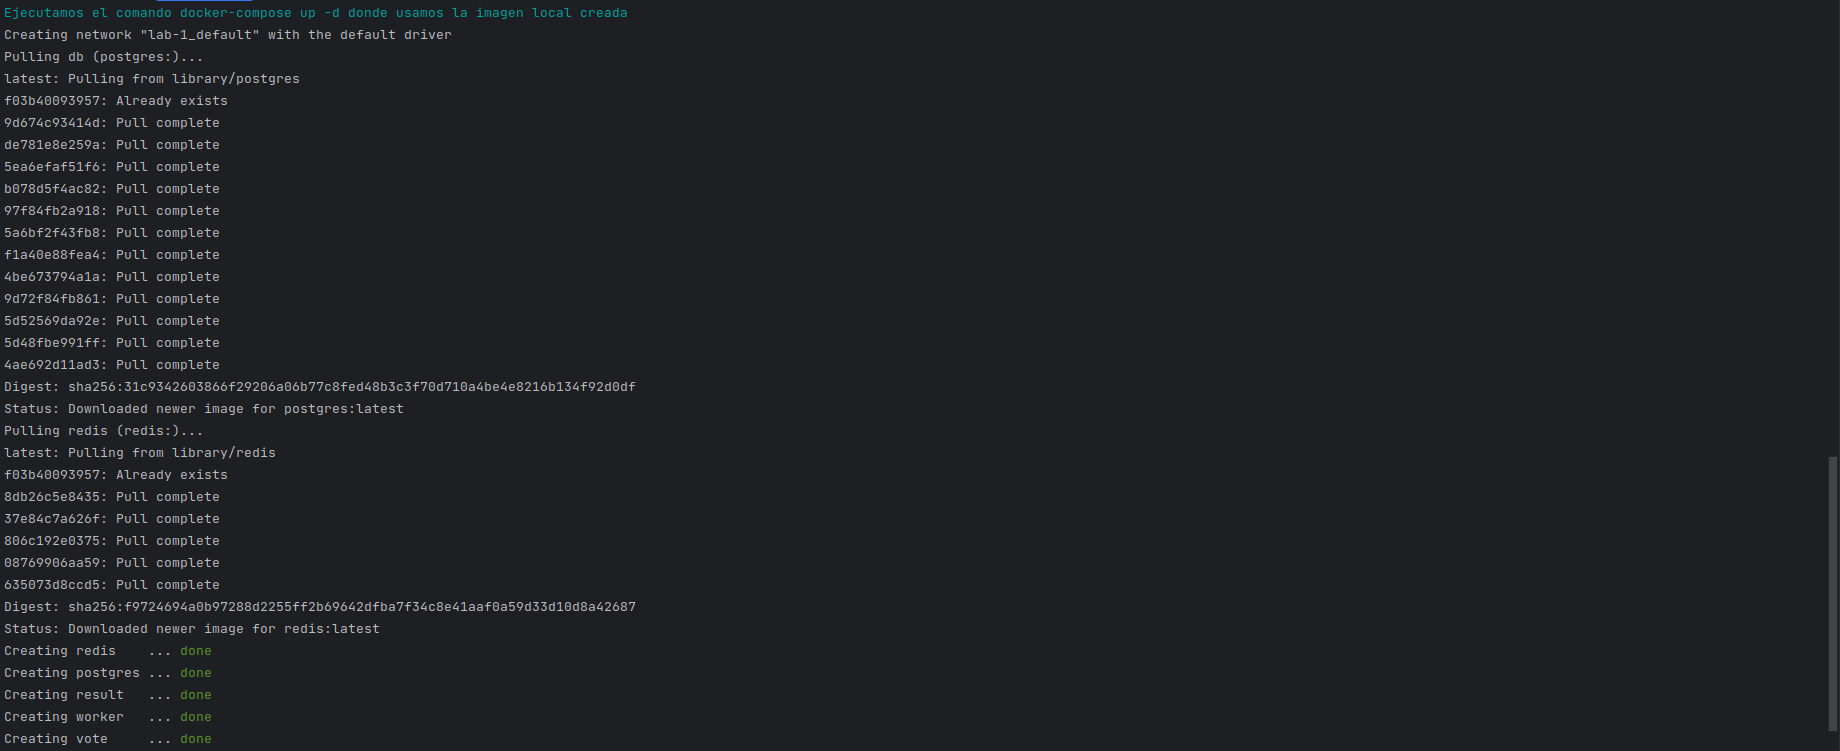 Ejecutamos el comando docker-compose up -d donde usamos la imagen local creada
Creating network "lab-1_default" with the default driver
Pulling db (postgres:)...
latest: Pulling from library/postgres
f03b40093957: Already exists
9d674c93414d: Pull complete
de781e8e259a: Pull complete
5ea6efaf51f6: Pull complete
b078d5f4ac82: Pull complete
97f84fb2a918: Pull complete
5a6bf2f43fb8: Pull complete
f1a40e88fea4: Pull complete
4be673794a1a: Pull complete
9d72f84fb861: Pull complete
5d52569da92e: Pull complete
5d48fbe991ff: Pull complete
4ae692d11ad3: Pull complete
Digest: sha256:31c9342603866f29206a06b77c8fed48b3c3f70d710a4be4e8216b134f92d0df
Status: Downloaded newer image for postgres:latest
Pulling redis (redis:)...
latest: Pulling from library/redis
f03b40093957: Already exists
8db26c5e8435: Pull complete
37e84c7a626f: Pull complete
806c192e0375: Pull complete
08769906aa59: Pull complete
635073d8ccd5: Pull complete
Digest: sha256:f9724694a0b97288d2255ff2b69642dfba7f34c8e41aaf0a59d33d10d8a42687
Status: Downloaded newer image for redis:latest
Creating redis    ... done
Creating postgres ... done
Creating result   ... done
Creating worker   ... done
Creating vote     ... done